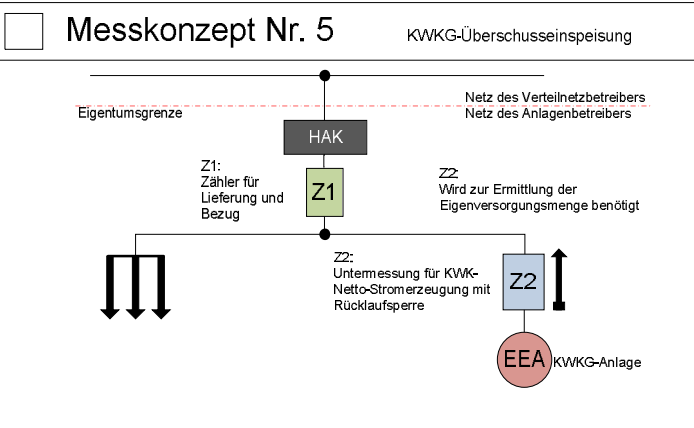 Messkonzept Nr. 5
KWKG-Überschusseinspeisung
Netz des Verteilnetzbetreibers
Eigentumsgrenze
Netz des Anlagenbetreibers
HAK
Z1:
Zähler für
Lieferung und
Bezug
Z1
Z2:
Wird zur Ermittlung der
Eigenversorgungsmenge benötigt
Z2:
Untermessung für KWK-
Netto-Stromerzeugung mit
Rücklaufsperre
Z2
EEA
KWKG-Anlage